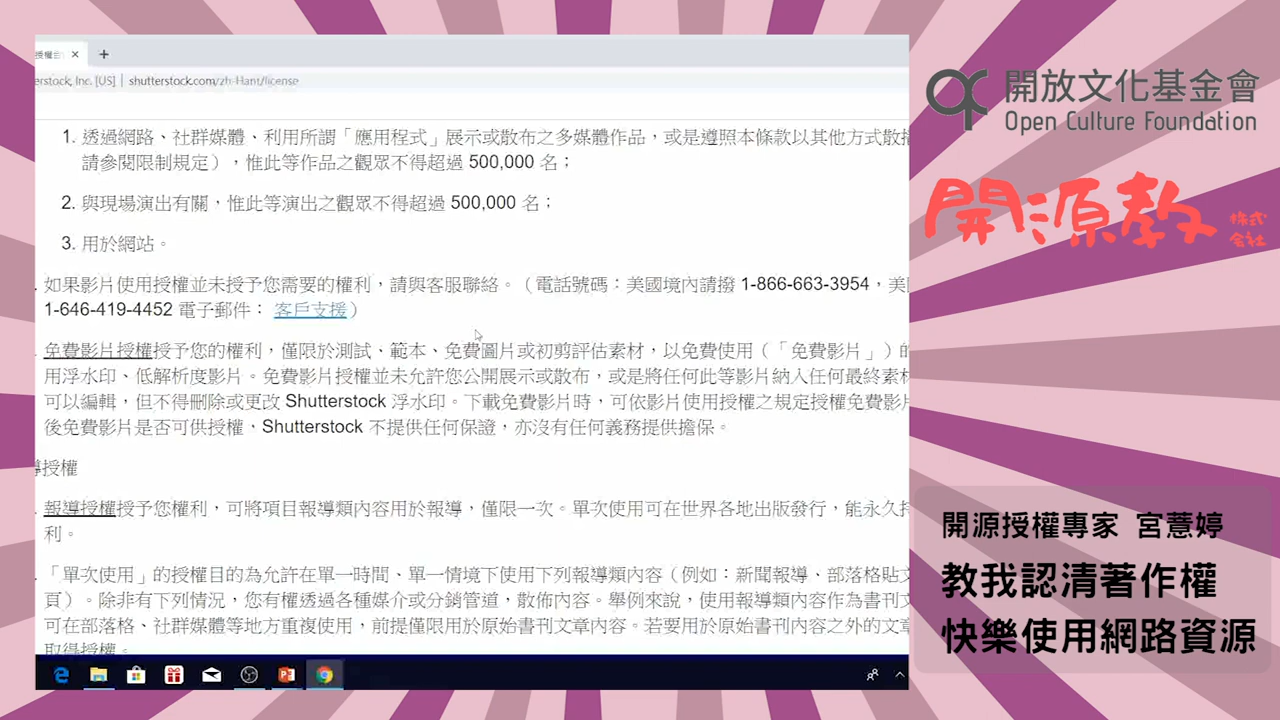 授權合
erstock, Inc. [US] | shutterstock.com/zh-Hant/license
1. 透過網路、社群媒體、利用所謂「應用程式」展示或散布之多媒體作品，或是遵照本條款以其他方式散播
請參閱限制規定），惟此等作品之觀眾不得超過 500,000 名；
2. 與現場演出有關，惟此等演出之觀眾不得超過 500,000 名；
3. 用於網站。
如果影片使用授權並未授予您需要的權利，請與客服聯絡。（電話號碼：美國境內請撥 1-866-663-3954，美
1-646-419-4452 電子郵件： 客戶支援）
免費影片授權授予您的權利，僅限於測試、範本、免費圖片或初剪評估素材，以免費使用（「免費影片」）的
用浮水印、低解析度影片。免費影片授權並未允許您公開展示或散布，或是將任何此等影片納入任何最終素材
可以編輯，但不得刪除或更改 Shutterstock 浮水印。下載免費影片時，可依影片使用授權之規定授權免費影片
後免費影片是否可供授權、Shutterstock 不提供任何保證，亦沒有任何義務提供擔保。
導授權
報導授權授予您權利，可將項目報導類內容用於報導，僅限一次。單次使用可在世界各地出版發行，能永久持
利。
「單次使用」的授權目的為允許在單一時間、單一情境下使用下列報導類內容（例如：新聞報導、部落格貼文
頁）。除非有下列情況，您有權透過各種媒介或分銷管道，散佈內容。舉例來說，使用報導類內容作為書刊文
可在部落格、社群媒體等地方重複使用，前提僅限用於原始書刊文章內容。若要用於原始書刊內容之外的文章
取得授權。
開放文化基金會
Open Culture Foundation
開源教
株式
会社
開源授權專家 宮薏婷
教我認清著作權
快樂使用網路資源